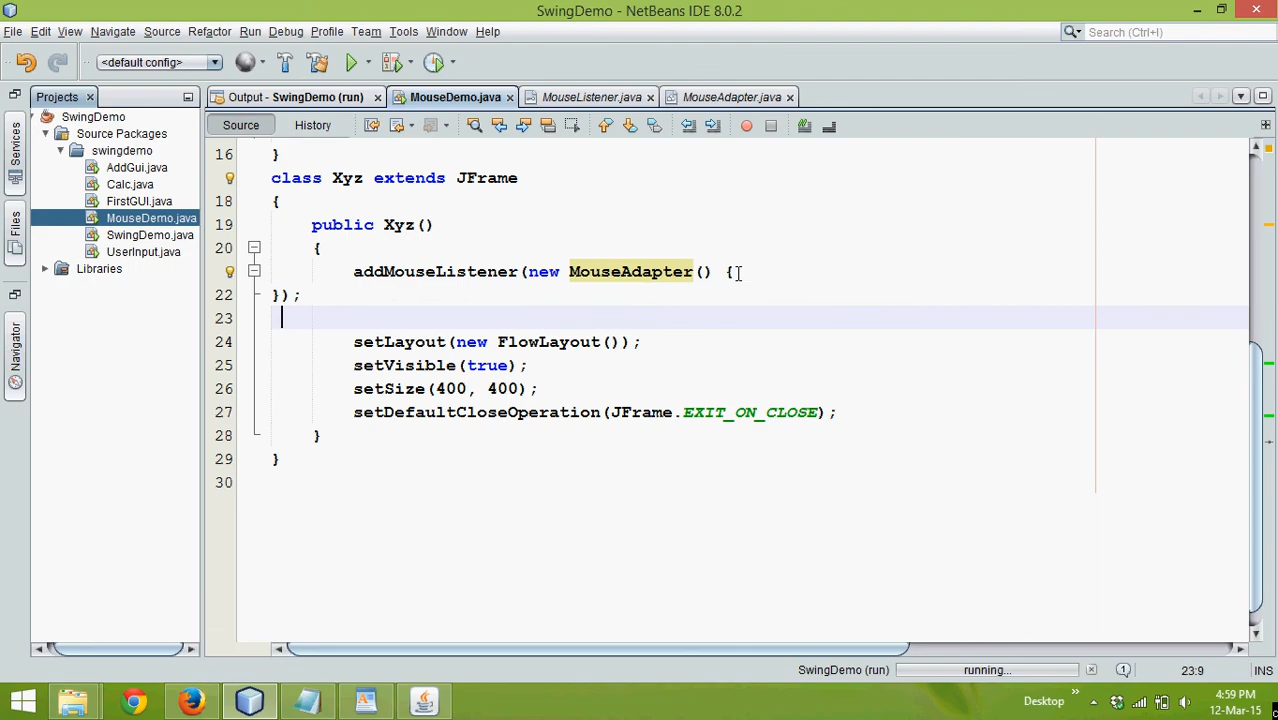 SwingDemo - NetBeans IDE 8.0.2
File Edit View Navigate Source Refactor Run Debug Profile Team Tools Window Help
Search (Ctrl+I)
<default config>
Projects
Output - SwingDemo (run)
MouseDemo.java
MouseListener.java
MouseAdapter.java
Source
History
Services
Files
Navigator
SwingDemo
Source Packages
swingdemo
AddGui.java
Calc.java
FirstGUI.java
MouseDemo.java
SwingDemo.java
UserInput.java
Libraries
16 }
class Xyz extends JFrame
18 {
19 public Xyz()
20 {
addMouseListener(new MouseAdapter() {
22 });
23
24 setLayout(new FlowLayout());
25 setVisible(true);
26 setSize(400, 400);
27 setDefaultCloseOperation(JFrame.EXIT_ON_CLOSE);
28 }
29 }
30
SwingDemo (run)
running...
1
23:9
INS
Desktop
4:59 PM
12-Mar-15